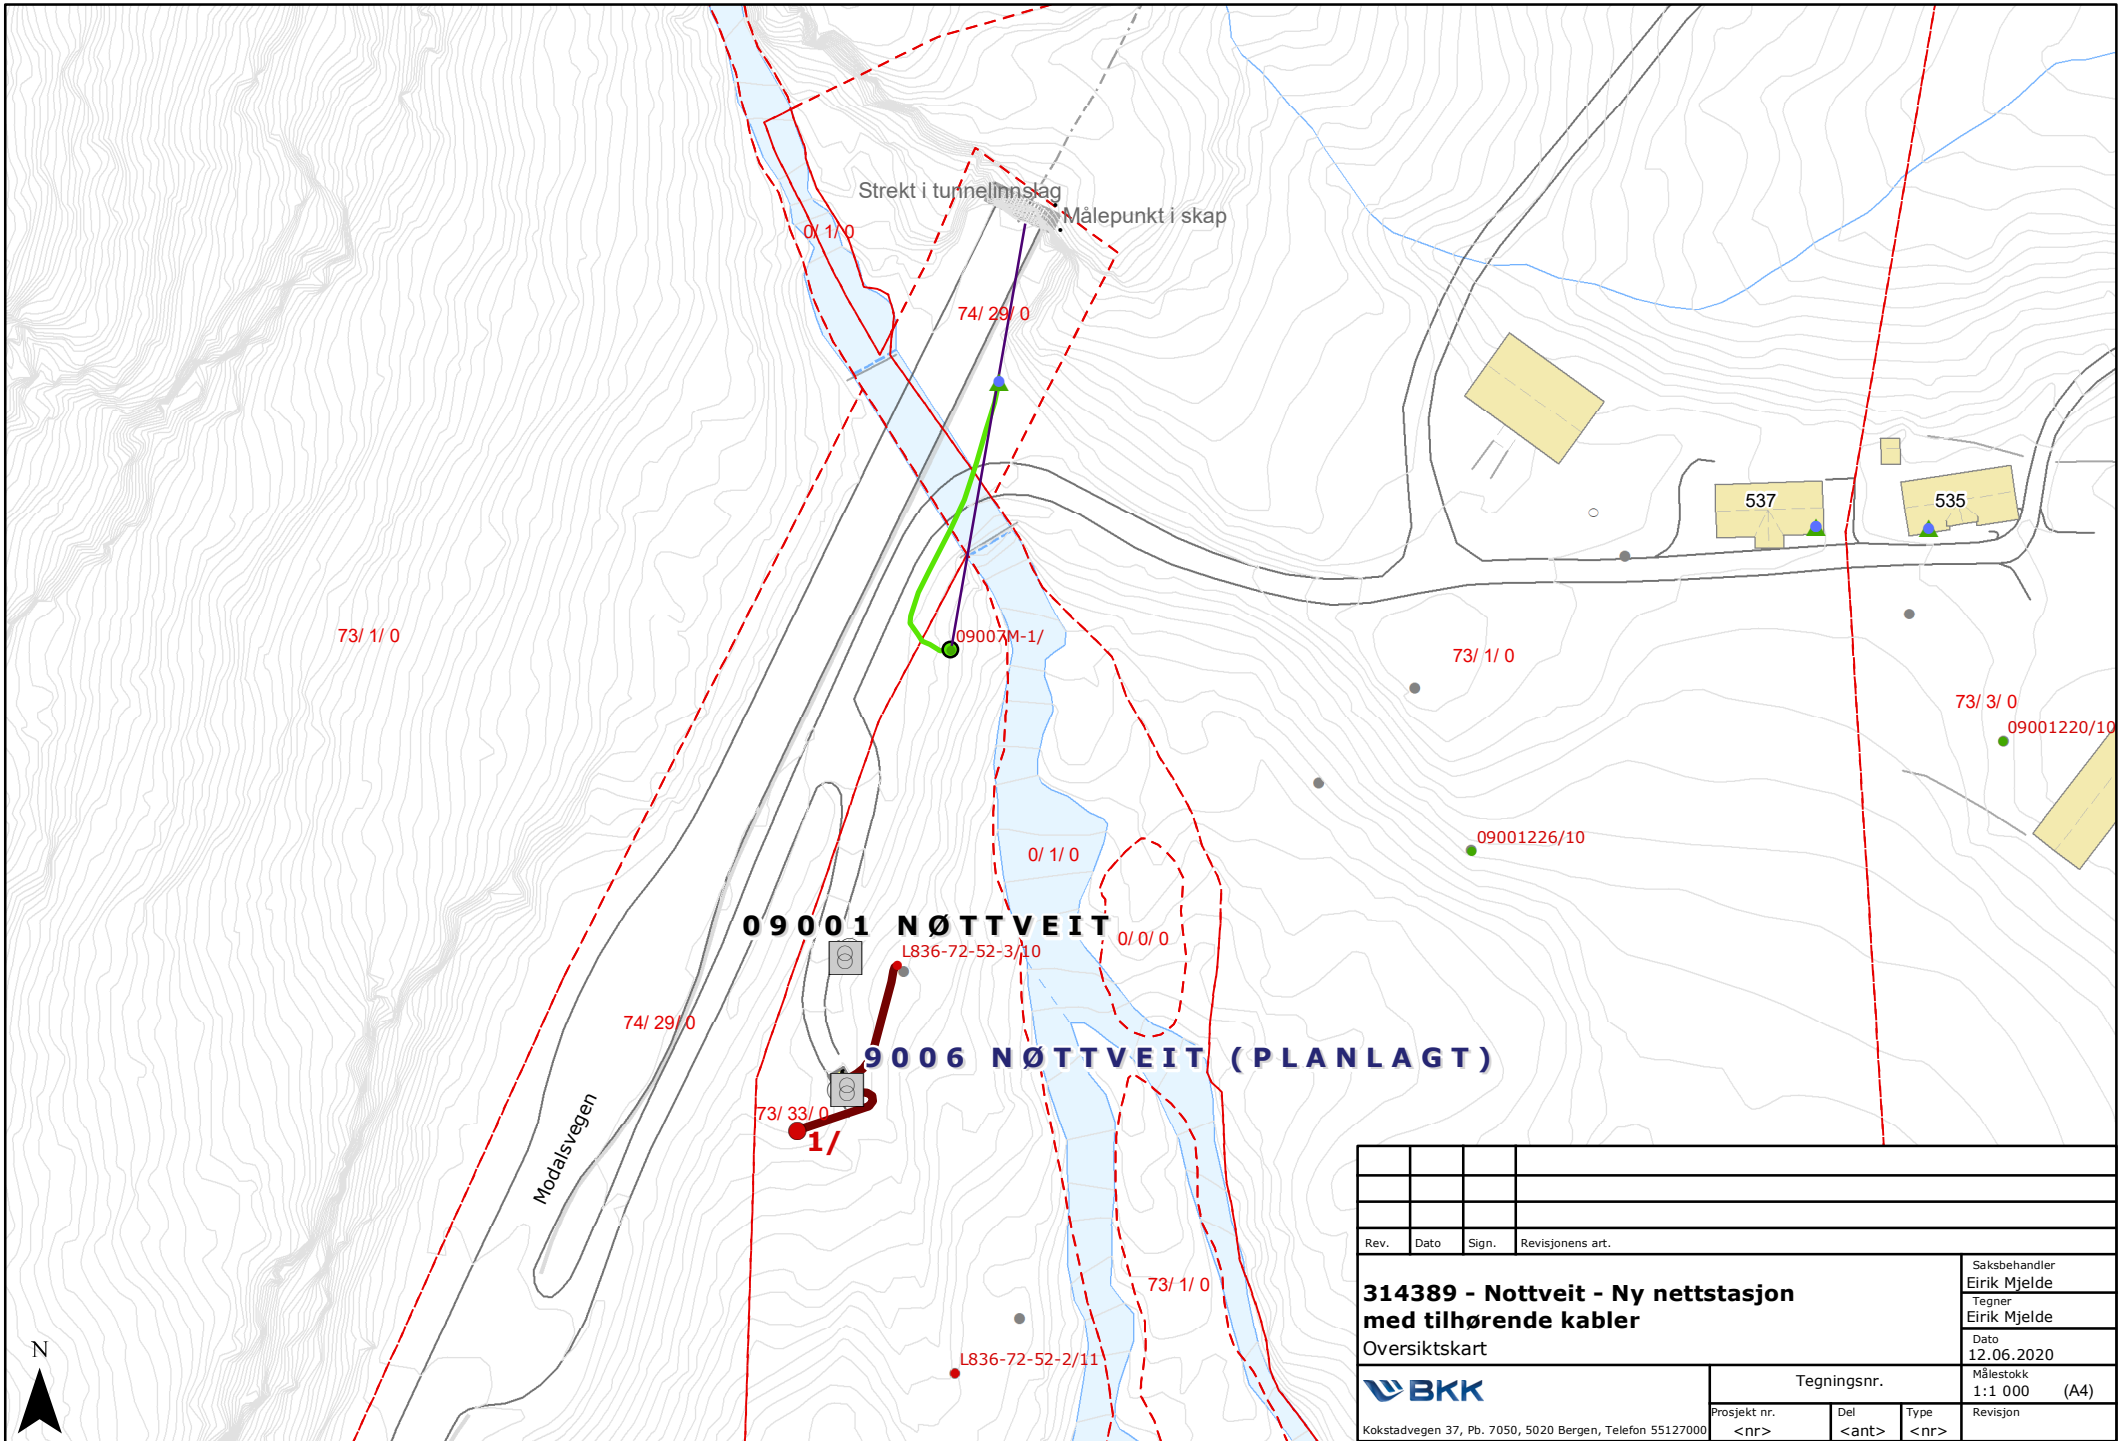 Strekt i tunnelinnslag
Målepunkt i skap
0/ 1/ 0
74/ 29/ 0
537
535
73/ 1/ 0
09007M-1/
73/ 1/ 0
73/ 3/ 0
09001220/10
09001226/10
0/ 1/ 0
09001 NØTTVEIT
0/ 0/ 0
L836-72-52-3/10
74/ 29/ 0
9006 NØTTVEIT (PLANLAGT)
73/ 33/ 0
1/
Modalsvegen
73/ 1/ 0
L836-72-52-2/11
N
Rev. Dato Sign. Revisjonens art.
314389 - Nottveit - Ny nettstasjon
med tilhørende kabler
Oversiktskart
Saksbehandler
Eirik Mjelde
Tegner
Eirik Mjelde
Dato
12.06.2020
Målestokk
1:1 000 (A4)
BKK
Kokstadvegen 37, Pb. 7050, 5020 Bergen, Telefon 55127000
Tegningsnr.
Prosjekt nr.
<nr>
Del
<ant>
Type
<nr>
Revisjon